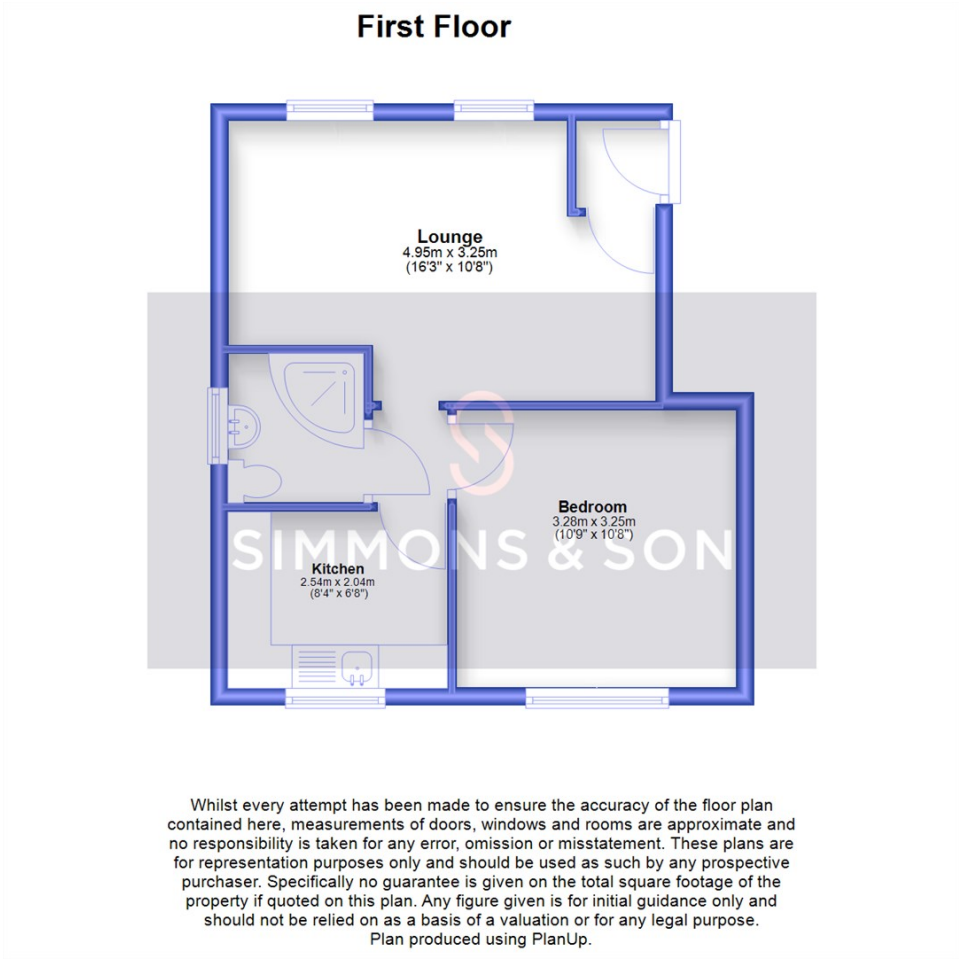 First Floor
Lounge
4.95m x 3.25m
(16'3" x 10'8")
Bedroom
3.28m x 3.25m
(10'9" x 10'8")
SIMMONS & SON
Kitchen
2.54m x 2.04m
(8'4" x 6'8")
Whilst every attempt has been made to ensure the accuracy of the floor plan
contained here, measurements of doors, windows and rooms are approximate and
no responsibility is taken for any error, omission or misstatement. These plans are
for representation purposes only and should be used as such by any prospective
purchaser. Specifically no guarantee is given on the total square footage of the
property if quoted on this plan. Any figure given is for initial guidance only and
should not be relied on as a basis of a valuation or for any legal purpose.
Plan produced using PlanUp.